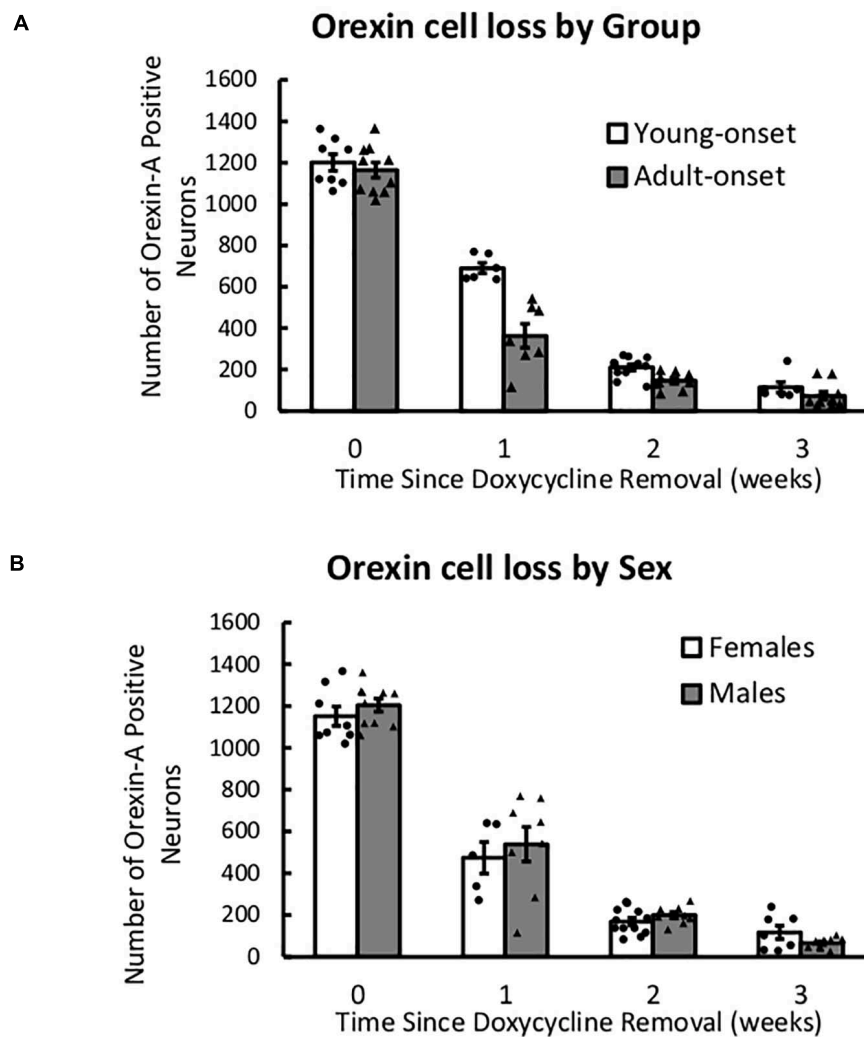 A
Orexin cell loss by Group
Number of Orexin-A Positive
Neurons
1600
1400
1200
1000
800
600
400
200
0
Young-onset
Adult-onset
0 1 2 3
Time Since Doxycycline Removal (weeks)
B
Orexin cell loss by Sex
Number of Orexin-A Positive
Neurons
1600
1400
1200
1000
800
600
400
200
0
Females
Males
0 1 2 3
Time Since Doxycycline Removal (weeks)